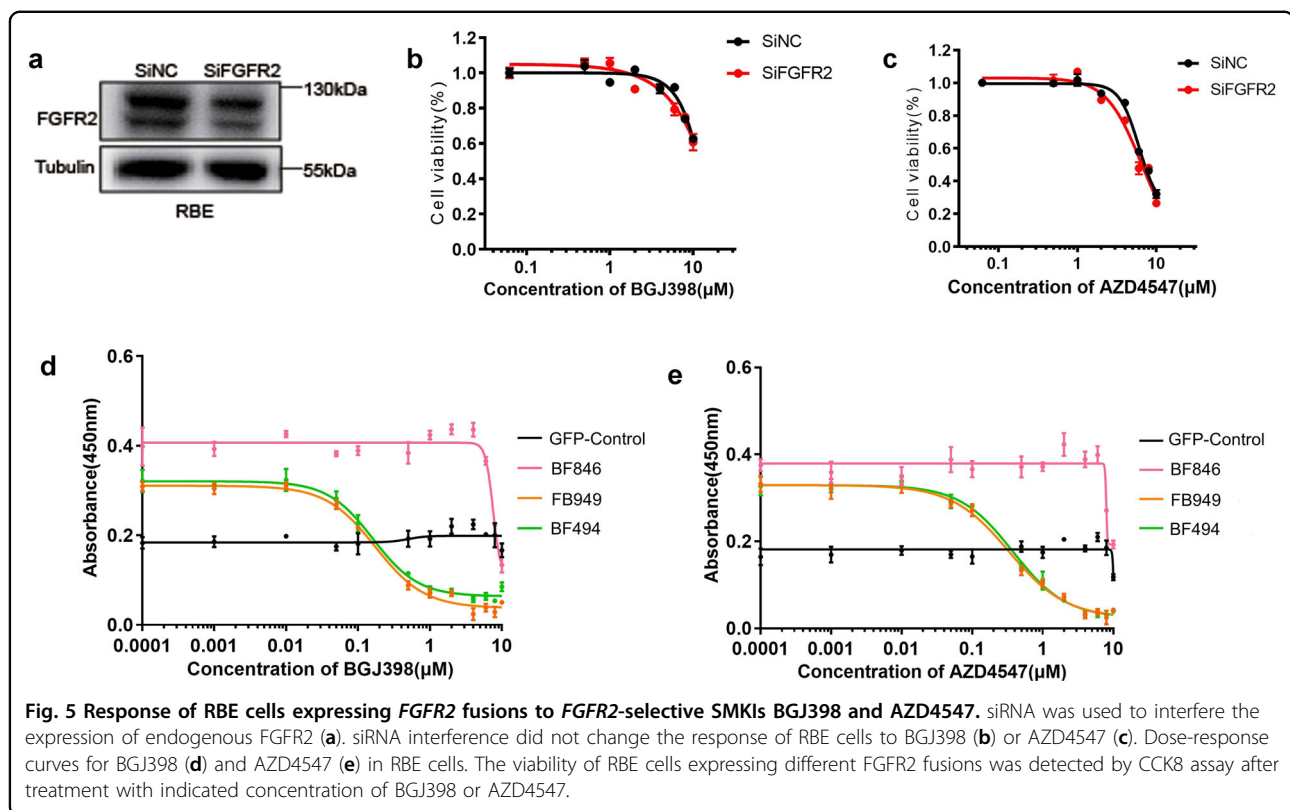 a
SiNC SiFGFR2
130kDa
FGFR2
Tubulin
55kDa
RBE
b
SiNC
SiFGFR2
1.2
1.0
0.8
0.6
0.4
0.2
0.0
Cell viability(%)
0.1 1 10
Concentration of BGJ398(μM)
c
SiNC
SiFGFR2
1.2
1.0
0.8
0.6
0.4
0.2
0.0
Cell viability(%)
0.1 1 10
Concentration of AZD4547(μM)
d
0.6
0.4
0.2
0.0
Absorbance(450nm)
0.0001 0.001 0.01 0.1 1 10
Concentration of BGJ398(μM)
GFP-Control
BF846
FB949
BF494
e
0.6
0.4
0.2
0.0
Absorbance(450nm)
0.0001 0.001 0.01 0.1 1 10
Concentration of AZD4547(μM)
GFP-Control
BF846
FB949
BF494
Fig. 5 Response of RBE cells expressing FGFR2 fusions to FGFR2-selective SMKIs BGJ398 and AZD4547. siRNA was used to interfere the
expression of endogenous FGFR2 (a). siRNA interference did not change the response of RBE cells to BGJ398 (b) or AZD4547 (c). Dose-response
curves for BGJ398 (d) and AZD4547 (e) in RBE cells. The viability of RBE cells expressing different FGFR2 fusions was detected by CCK8 assay after
treatment with indicated concentration of BGJ398 or AZD4547.